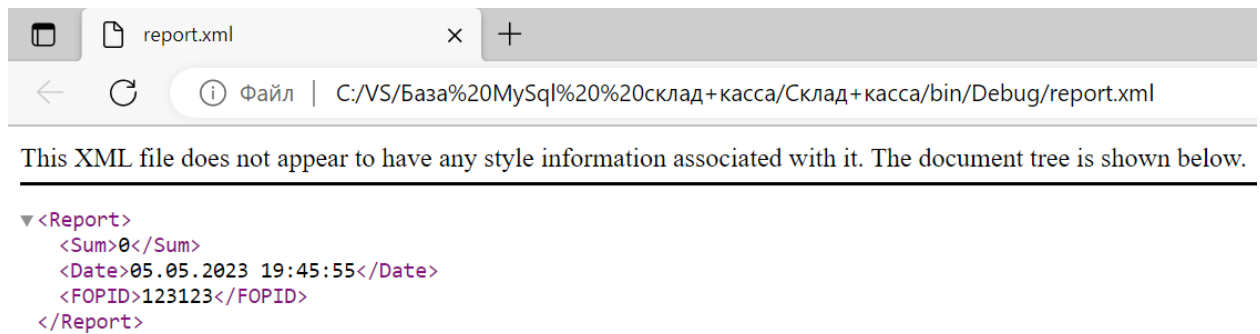 report.xml
Файл | C:/VS/База%20MySql%20%20склад+касса/Склад+касса/bin/Debug/report.xml
This XML file does not appear to have any style information associated with it. The document tree is shown below.
▼<Report>
<Sum>0</Sum>
<Date>05.05.2023 19:45:55</Date>
<FOPID>123123</FOPID>
</Report>